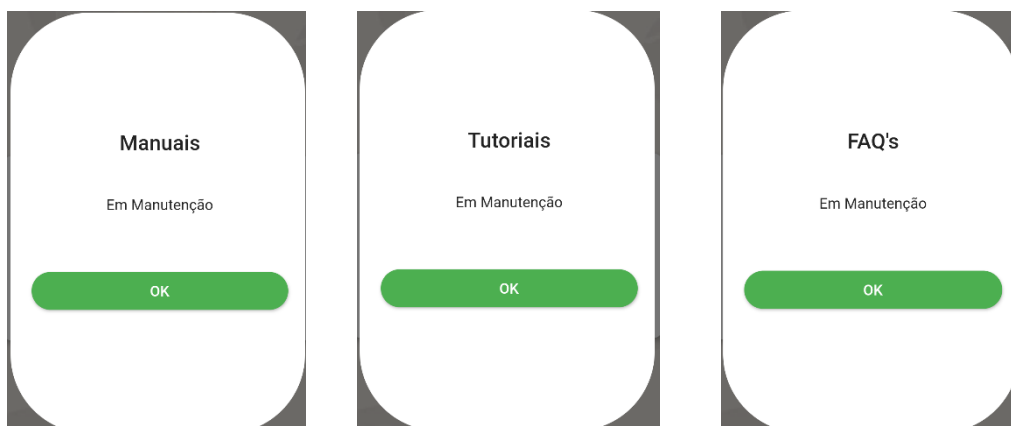 Manuais
Em Manutenção
OK
Tutoriais
Em Manutenção
OK
FAQ's
Em Manutenção
OK